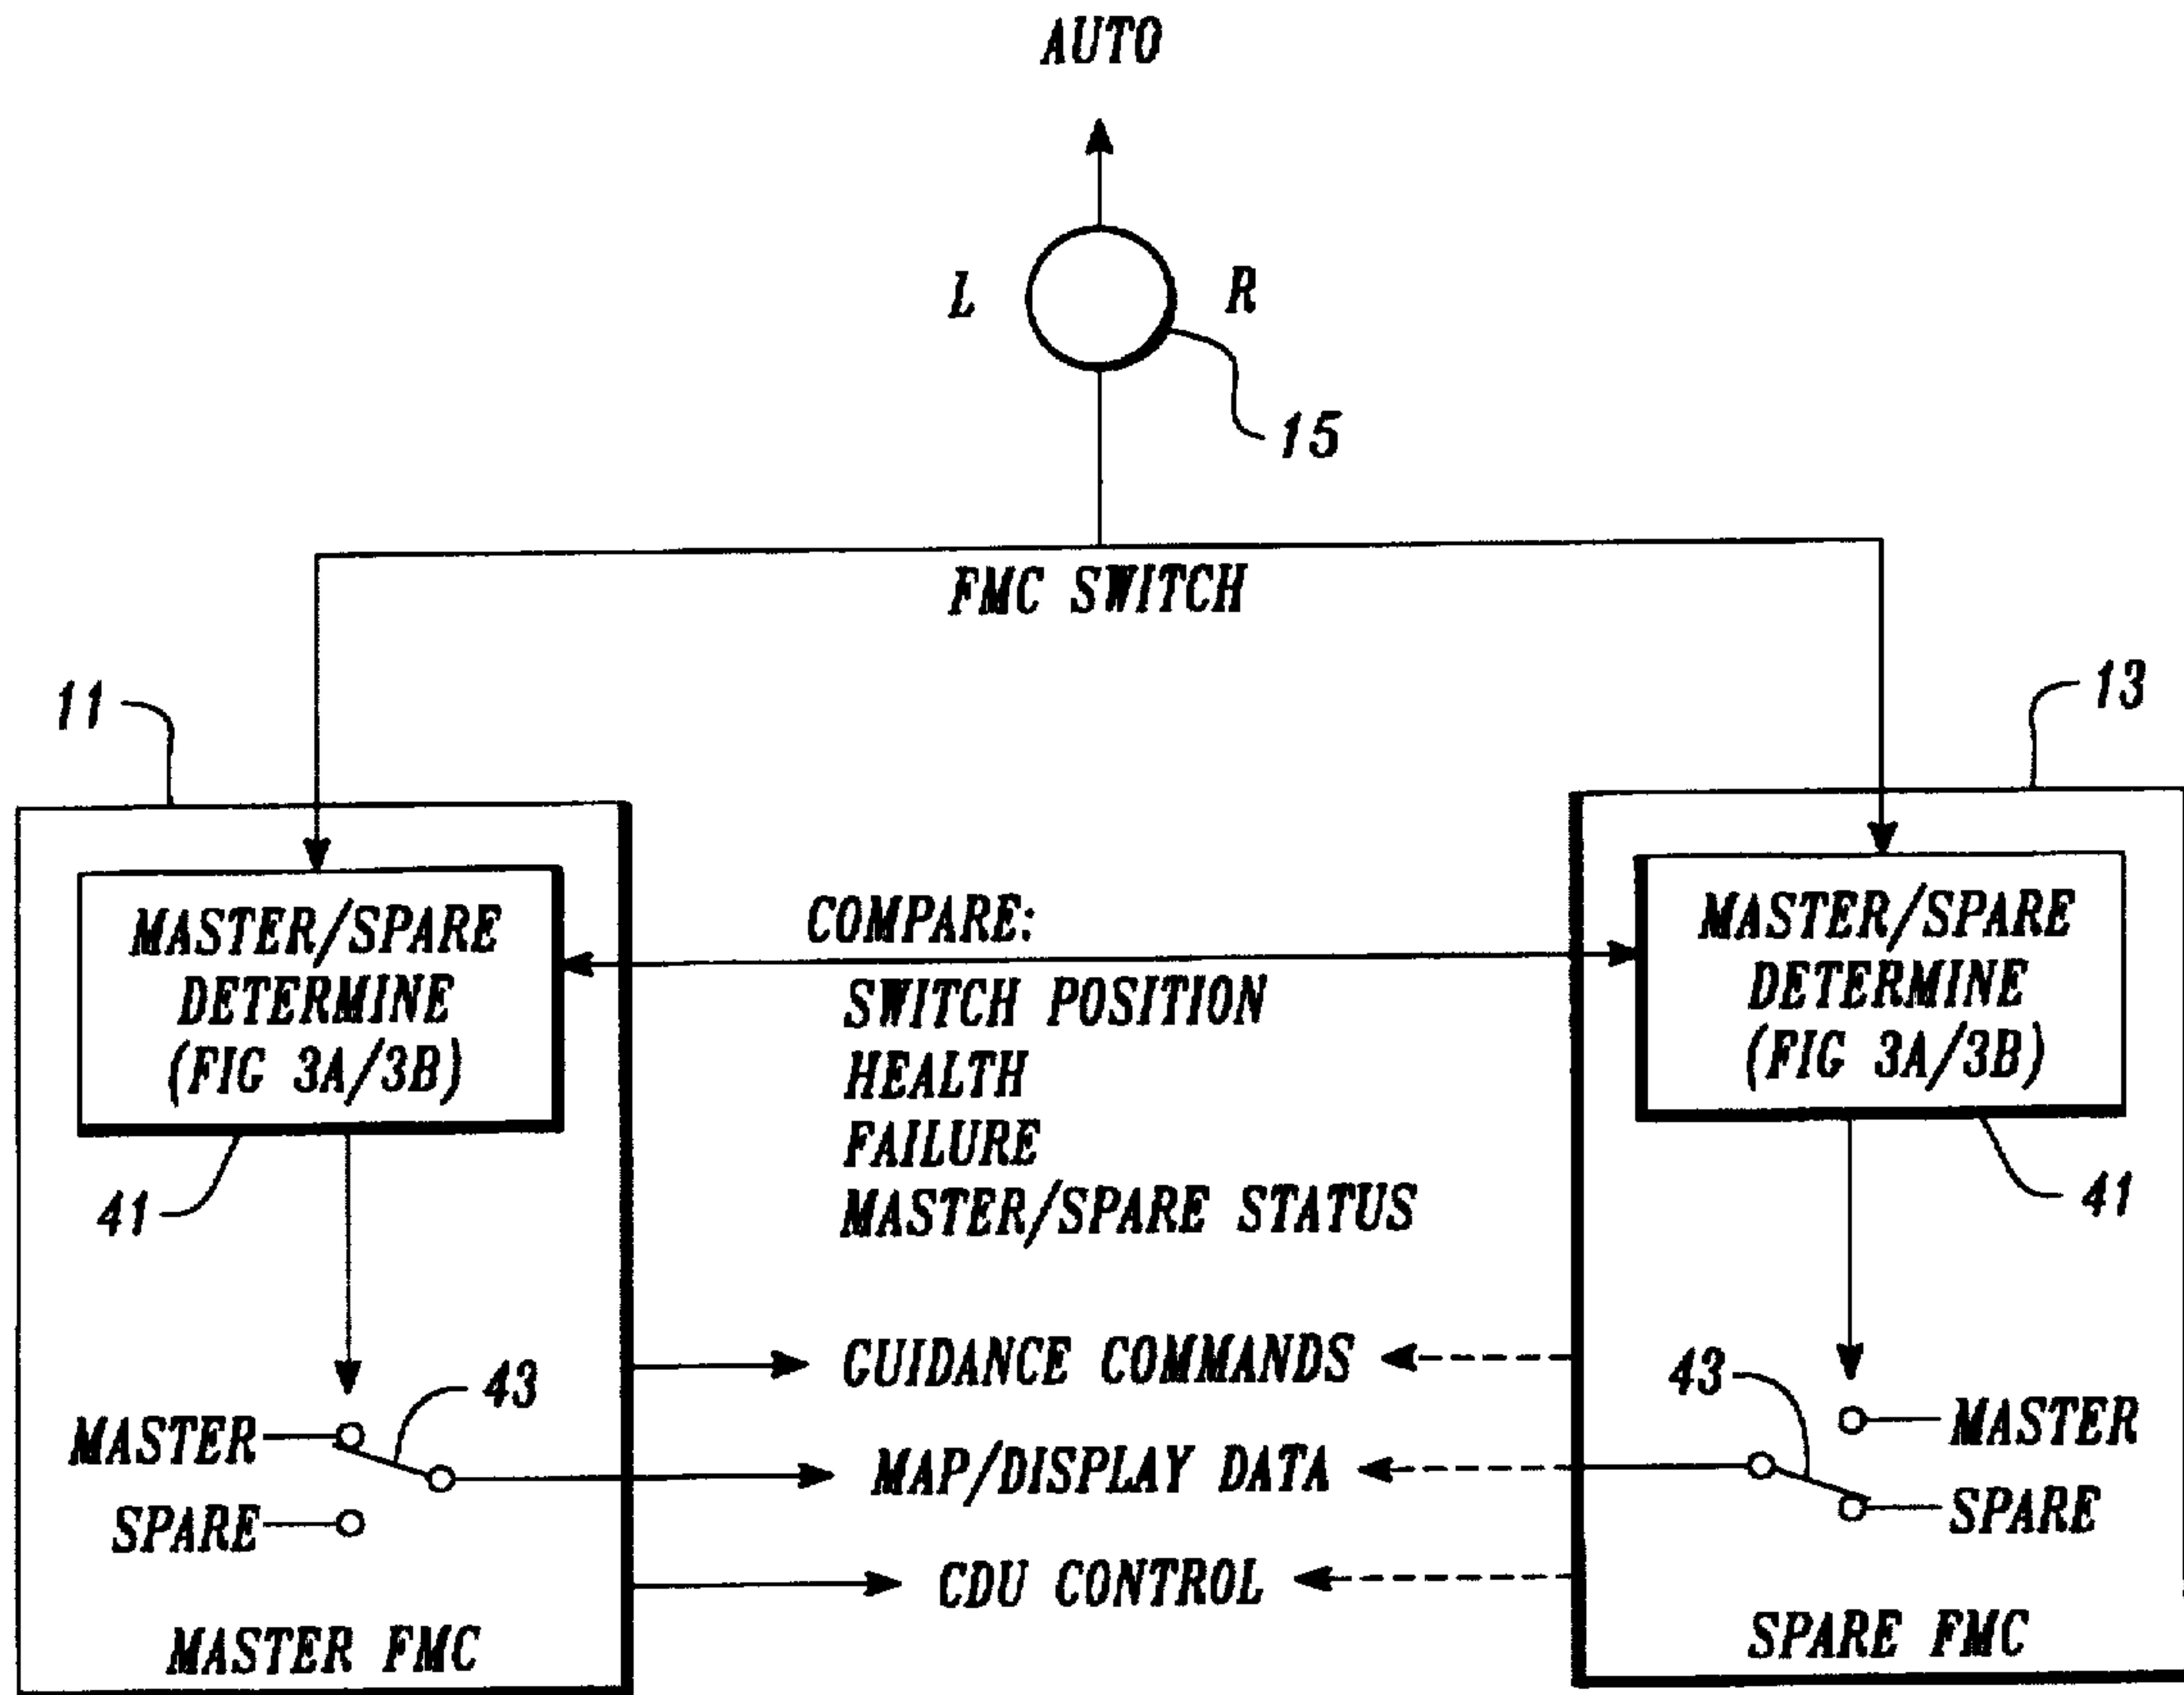 AUTO
L
R
15
FMC SWITCH
11
13
MASTER/SPARE
DETERMINE
(FIG 3A/3B)
41
COMPARE:
SWITCH POSITION
HEALTH
FAILURE
MASTER/SPARE STATUS
MASTER/SPARE
DETERMINE
(FIG 3A/3B)
41
GUIDANCE COMMANDS
MAP/DISPLAY DATA
CDU CONTROL
43
MASTER
SPARE
MASTER FMC
43
MASTER
SPARE
SPARE FMC